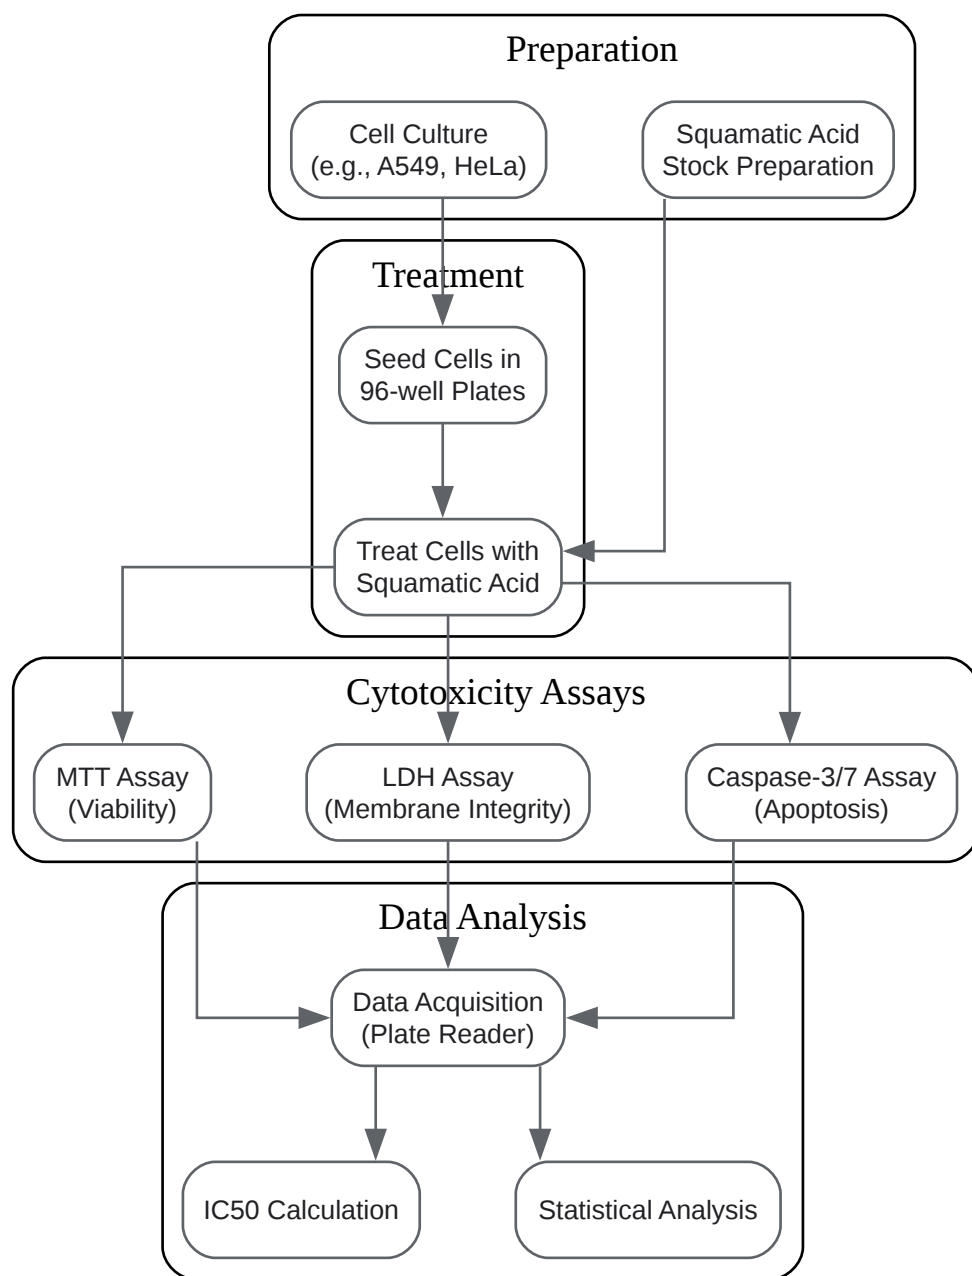 Preparation
Cell Culture
(e.g., A549, HeLa)
Squamatic Acid
Stock Preparation
Treatment
Seed Cells in
96-well Plates
Treat Cells with
Squamatic Acid
Cytotoxicity Assays
MTT Assay
(Viability)
LDH Assay
(Membrane Integrity)
Caspase-3/7 Assay
(Apoptosis)
Data Analysis
Data Acquisition
(Plate Reader)
IC50 Calculation
Statistical Analysis